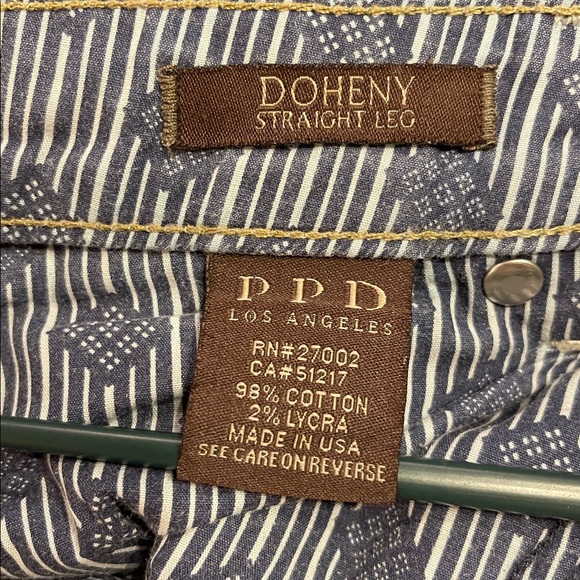 DOHENY
STRAIGHT LEG
PPD
LOS ANGELES
RN#27002
CA#51217
98% COTTON
2% LYCRA
MADE IN USA
SEE CARE ON REVERSE